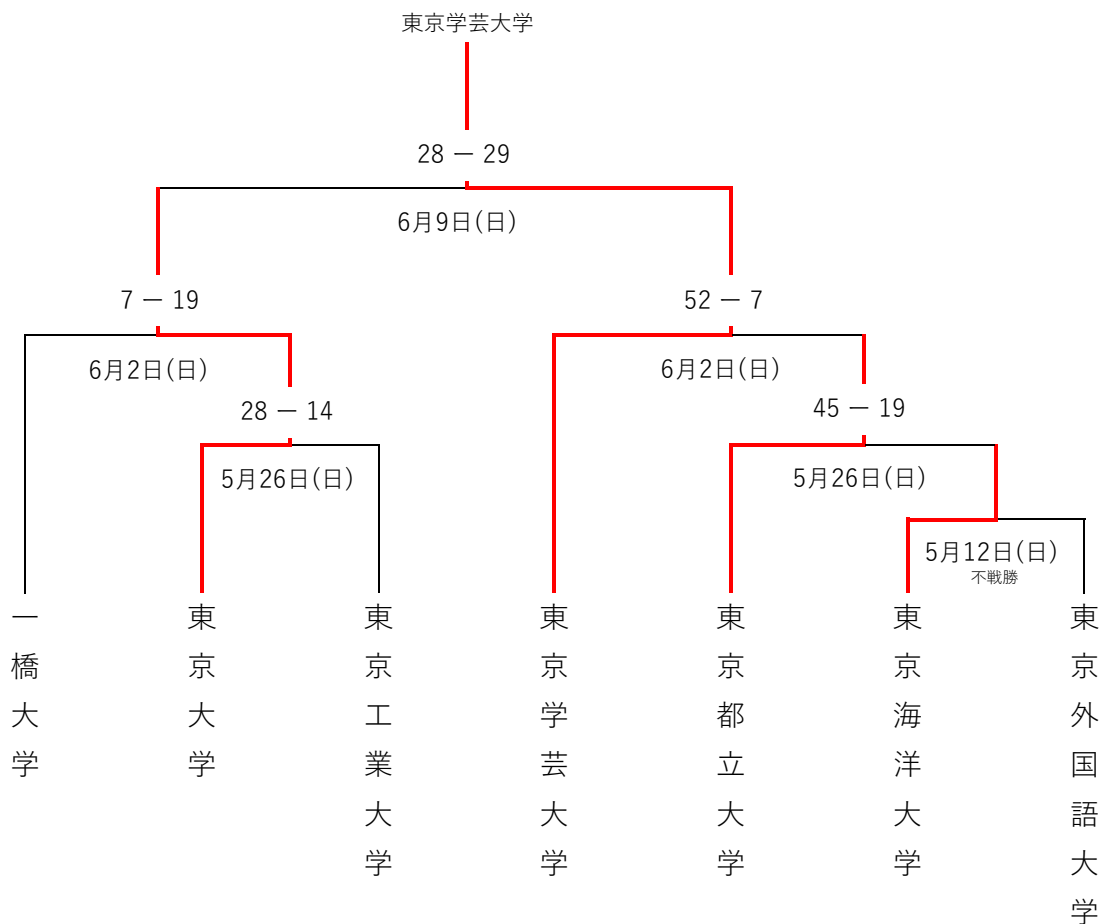 東京学芸大学
28 － 29
6月9日(日)
7 － 19
52 － 7
6月2日(日)
6月2日(日)
28 － 14
45 － 19
5月26日(日)
5月26日(日)
5月12日(日)
不戦勝
一橋大学
東京大学
東京工業大学
東京学芸大学
東京都立大学
東京海洋大学
東京外国語大学